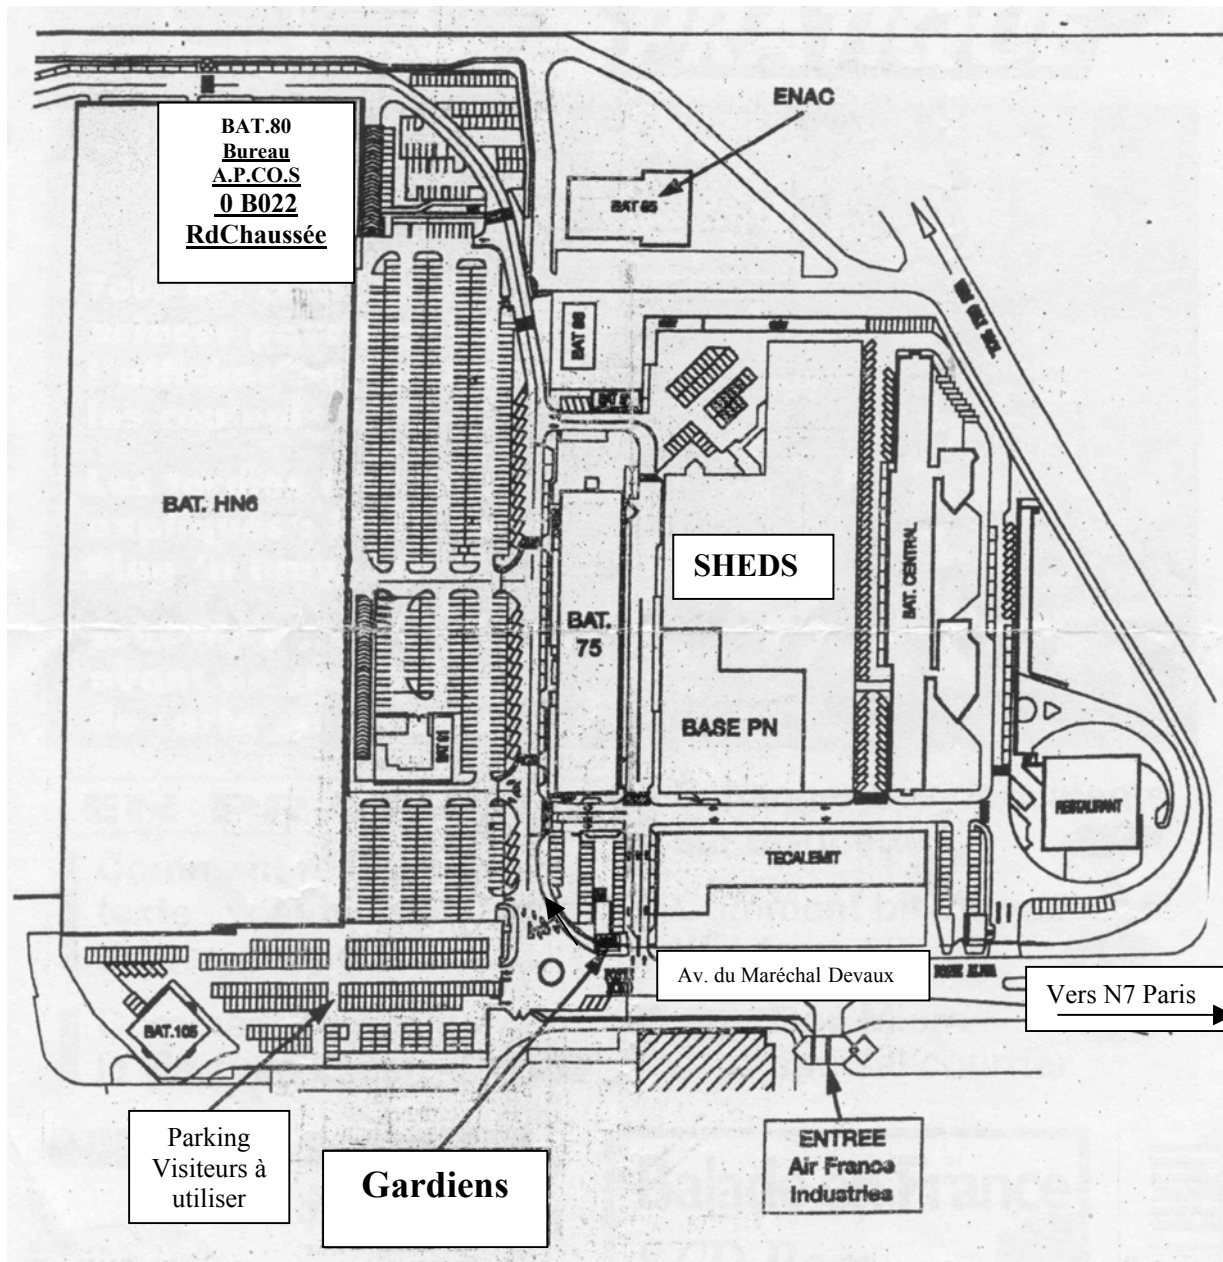 ENAC
BAT.80
Bureau
A.P.CO.S
0 B022
RdChaussée
BAT 85
BAT 86
BAT. HN6
SHEDS
BAT. CENTRAL
BAT.
75
BASE PN
RESTAURANT
TECALEMIT
Av. du Maréchal Devaux
Vers N7 Paris
BAT.105
Parking
Visiteurs à
utiliser
Gardiens
ENTREE
Air France
Industries